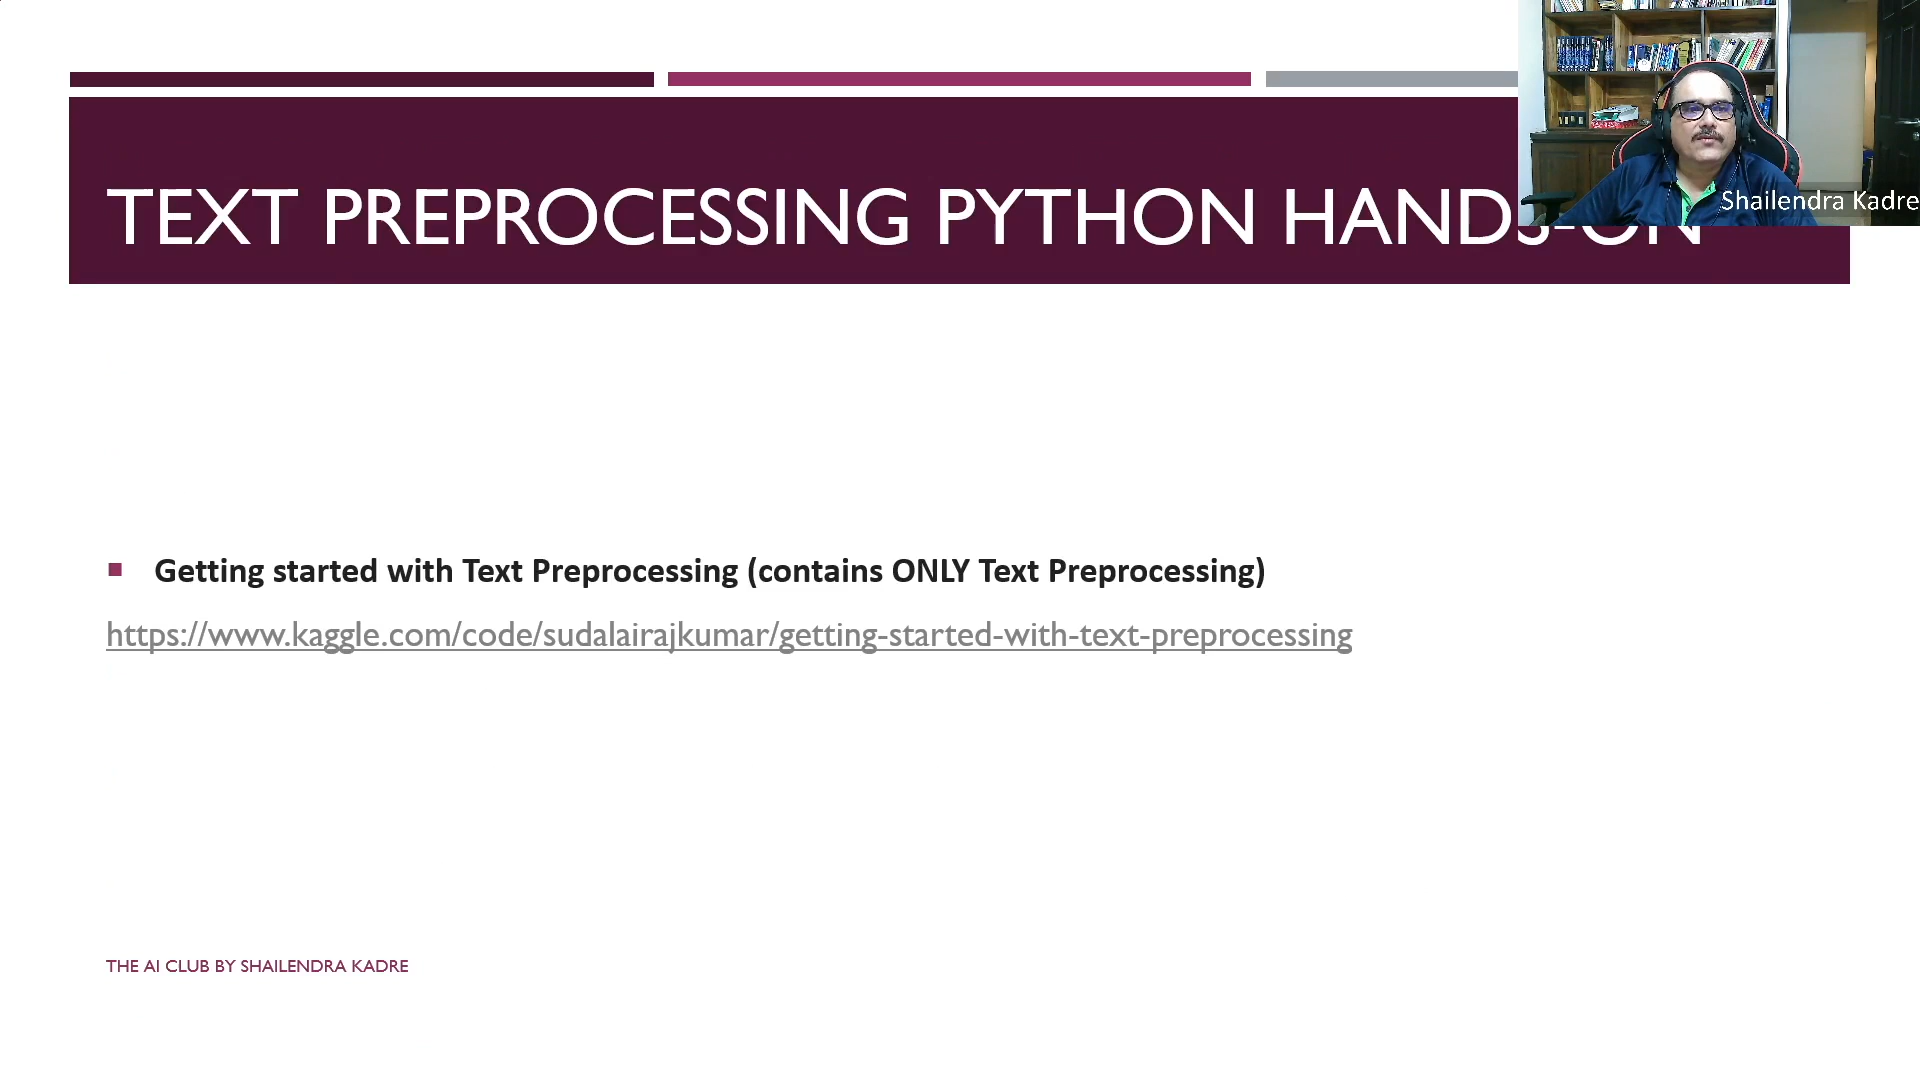 TEXT PREPROCESSING PYTHON HANDS-ON
Shailendra Kadre
Getting started with Text Preprocessing (contains ONLY Text Preprocessing)
https://www.kaggle.com/code/sudalairajkumar/getting-started-with-text-preprocessing
THE AI CLUB BY SHAILENDRA KADRE